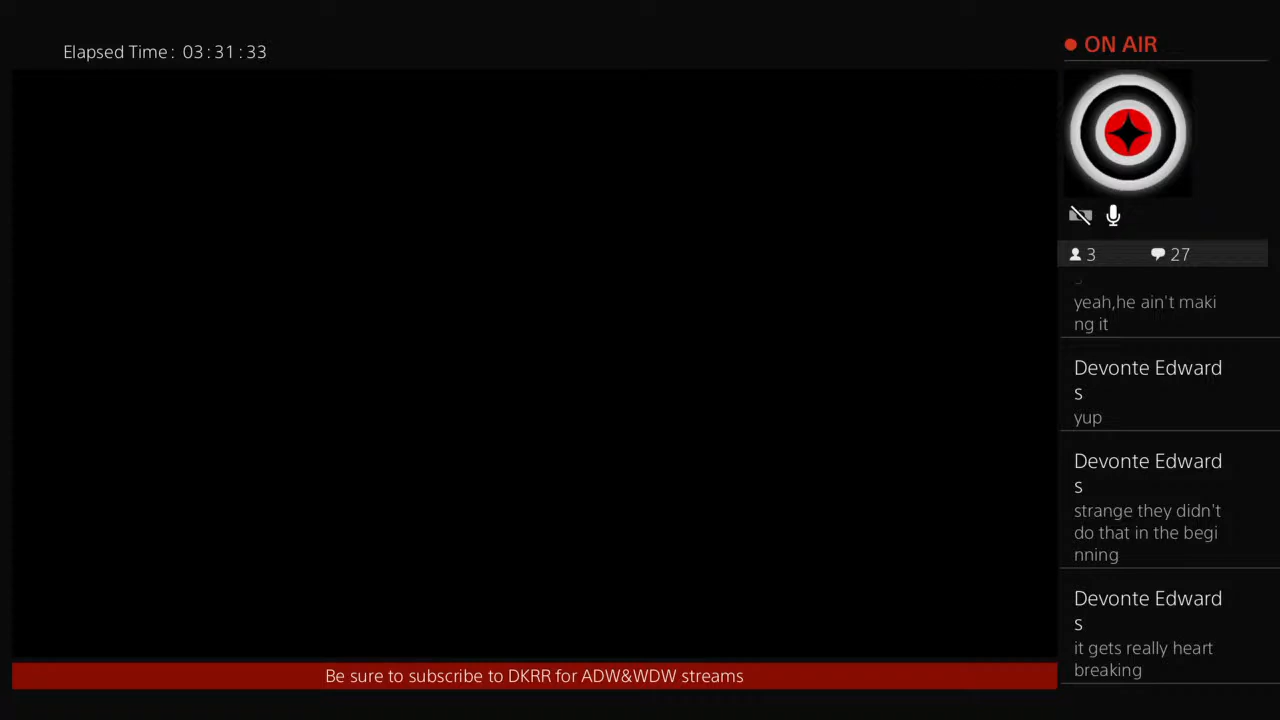 Elapsed Time: 03:31:33
ON AIR
3 27
yeah,he ain't maki
ng it
Devonte Edward
s
yup
Devonte Edward
s
strange they didn't
do that in the begi
nning
Devonte Edward
s
it gets really heart
breaking
Be sure to subscribe to DKRR for ADW&WDW streams